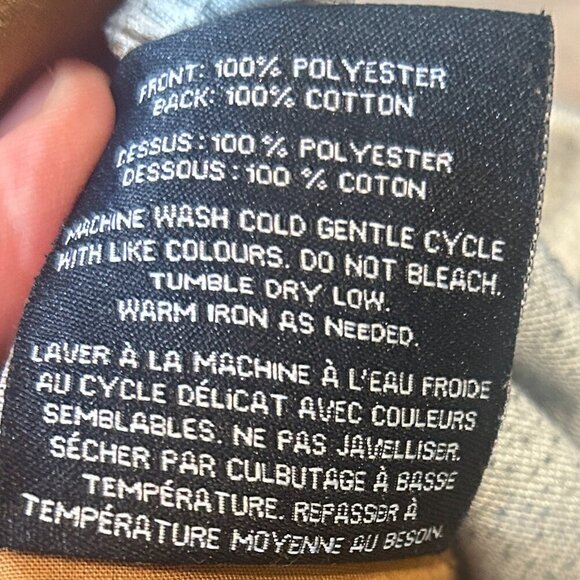 FRONT: 100% POLYESTER
BACK: 100% COTTON
DESSUS : 100 % POLYESTER
DESSOUS : 100 % COTON
MACHINE WASH COLD GENTLE CYCLE
WITH LIKE COLOURS. DO NOT BLEACH.
TUMBLE DRY LOW.
WARM IRON AS NEEDED.
LAVER À LA MACHINE À L'EAU FROIDE
AU CYCLE DÉLICAT AVEC COULEURS
SEMBLABLES. NE PAS JAVELLISER.
SÉCHER PAR CULBUTAGE À BASSE
TEMPÉRATURE. REPASSER À
TEMPÉRATURE MOYENNE AU BESOIN.